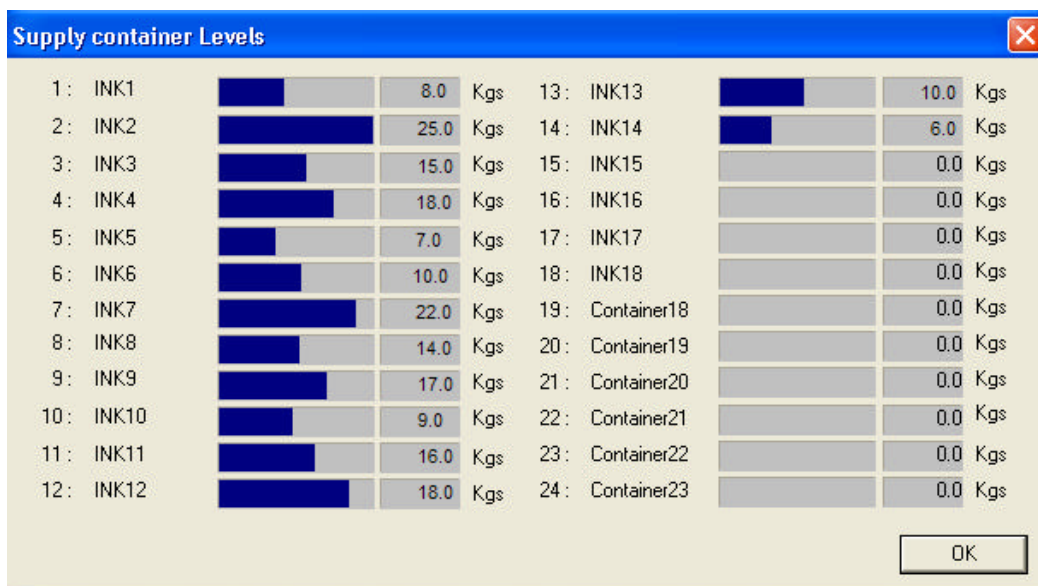 Supply container Levels
1 : INK1 8.0 Kgs 13 : INK13 10.0 Kgs
2 : INK2 25.0 Kgs 14 : INK14 6.0 Kgs
3 : INK3 15.0 Kgs 15 : INK15 0.0 Kgs
4 : INK4 18.0 Kgs 16 : INK16 0.0 Kgs
5 : INK5 7.0 Kgs 17 : INK17 0.0 Kgs
6 : INK6 10.0 Kgs 18 : INK18 0.0 Kgs
7 : INK7 22.0 Kgs 19 : Container18 0.0 Kgs
8 : INK8 14.0 Kgs 20 : Container19 0.0 Kgs
9 : INK9 17.0 Kgs 21 : Container20 0.0 Kgs
10 : INK10 9.0 Kgs 22 : Container21 0.0 Kgs
11 : INK11 16.0 Kgs 23 : Container22 0.0 Kgs
12 : INK12 18.0 Kgs 24 : Container23 0.0 Kgs
OK